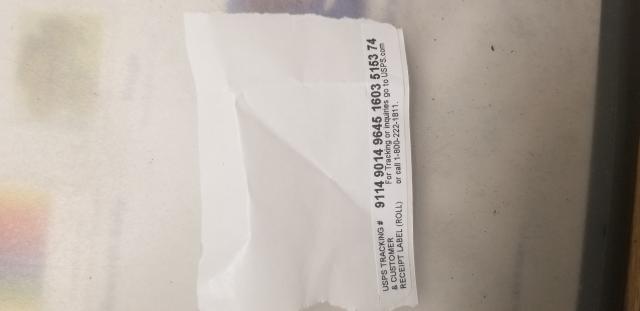 USPS TRACKING # 9114 9014 9645 1603 5153 74
& CUSTOMER For Tracking or inquiries go to USPS.com
RECEIPT LABEL (ROLL) or call 1-800-222-1811.